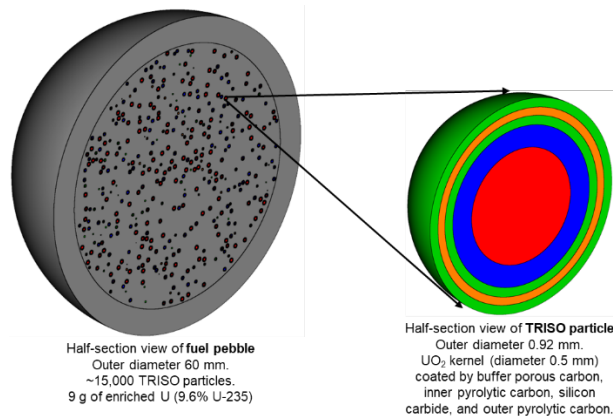 Half-section view of fuel pebble
Outer diameter 60 mm.
~15,000 TRISO particles.
9 g of enriched U (9.6% U-235)
Half-section view of TRISO particle
Outer diameter 0.92 mm.
UO₂ kernel (diameter 0.5 mm)
coated by buffer porous carbon,
inner pyrolytic carbon, silicon
carbide, and outer pyrolytic carbon.